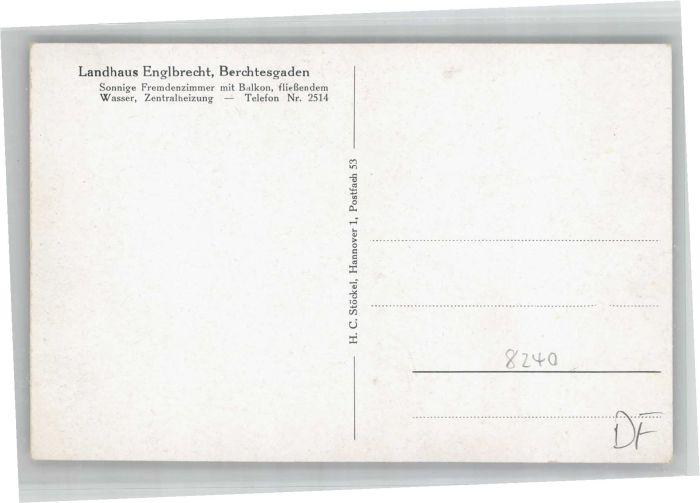 Landhaus Englbrecht, Berchtesgaden
Sonnige Fremdenzimmer mit Balkon, fließendem
Wasser, Zentralheizung — Telefon Nr. 2514
H. C. Stöckel, Hannover 1, Postfach 53
8240
DF